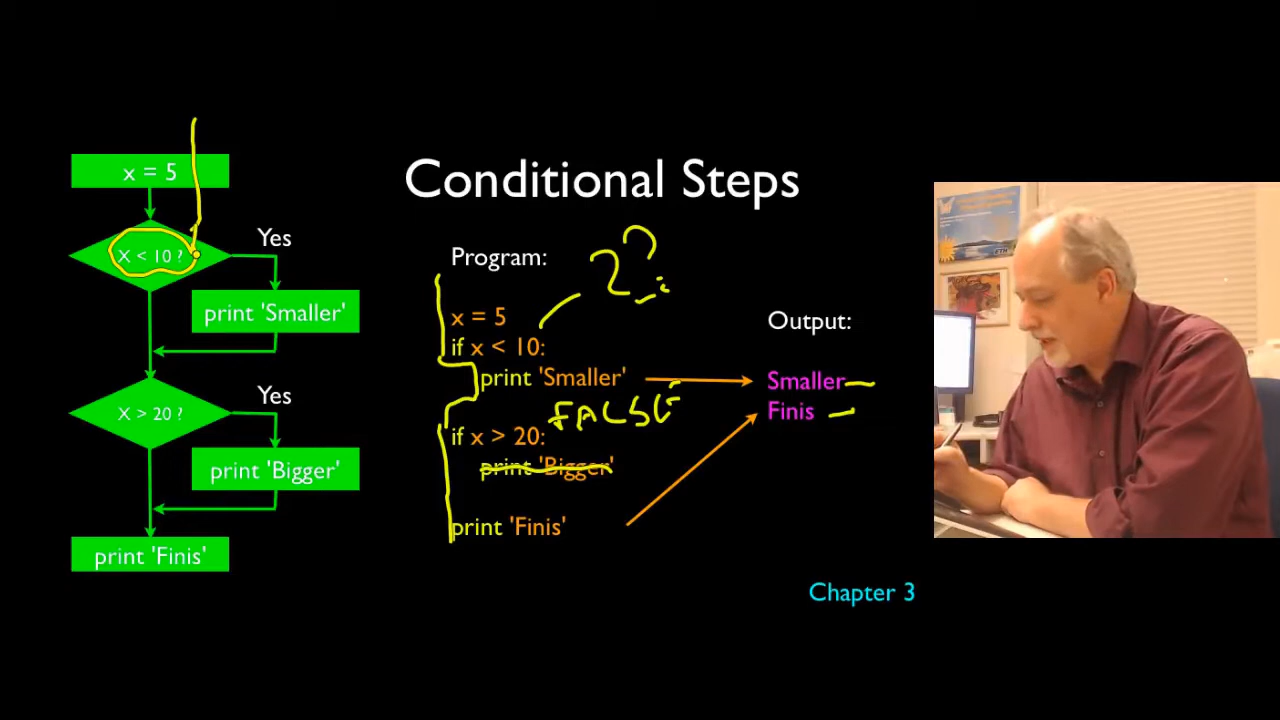 Conditional Steps
x = 5
X < 10 ?
Yes
print 'Smaller'
X > 20 ?
Yes
print 'Bigger'
print 'Finis'
Program:
??
x = 5
if x < 10:
print 'Smaller'
FALSE
if x > 20:
print 'Bigger'
print 'Finis'
Output:
Smaller
Finis
Chapter 3